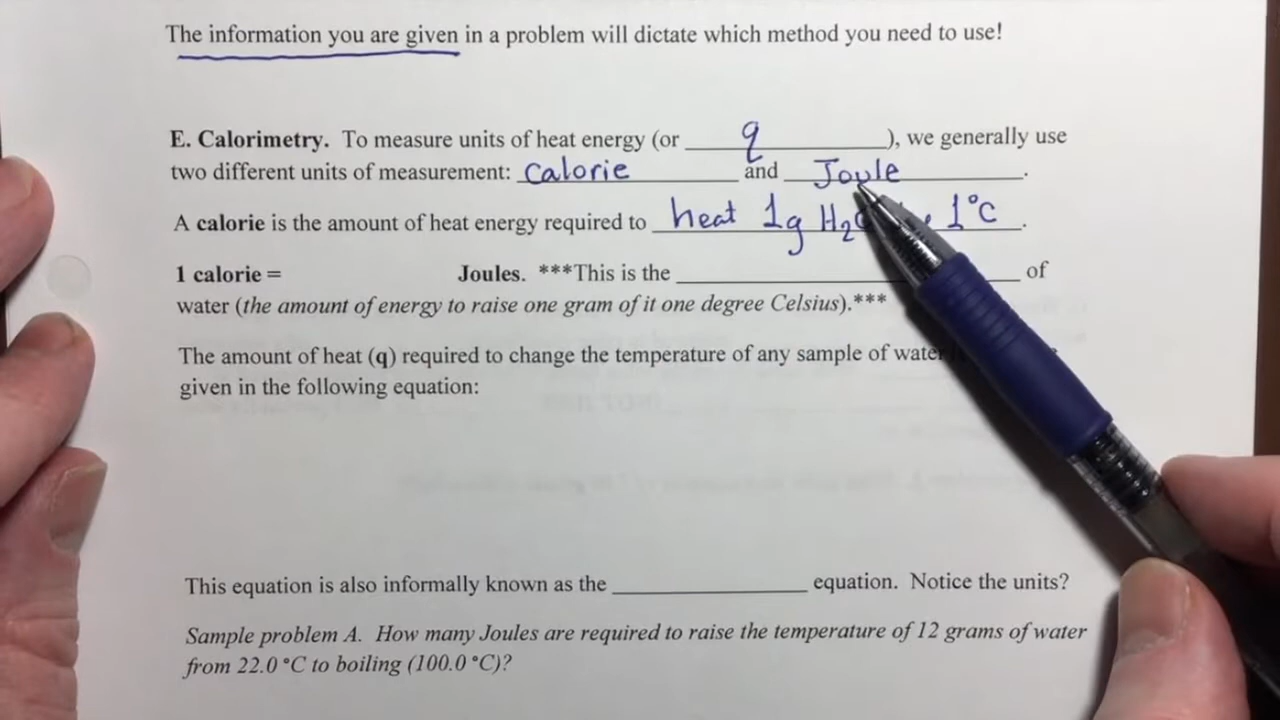 The information you are given in a problem will dictate which method you need to use!
E. Calorimetry. To measure units of heat energy (or q ), we generally use
two different units of measurement: calorie and Joule .
A calorie is the amount of heat energy required to heat 1g 1°C .
1 calorie = Joules. ***This is the of
water (the amount of energy to raise one gram of it one degree Celsius).***
The amount of heat (q) required to change the temperature of any sample of water
given in the following equation:
This equation is also informally known as the equation. Notice the units?
Sample problem A. How many Joules are required to raise the temperature of 12 grams of water
from 22.0 °C to boiling (100.0 °C)?